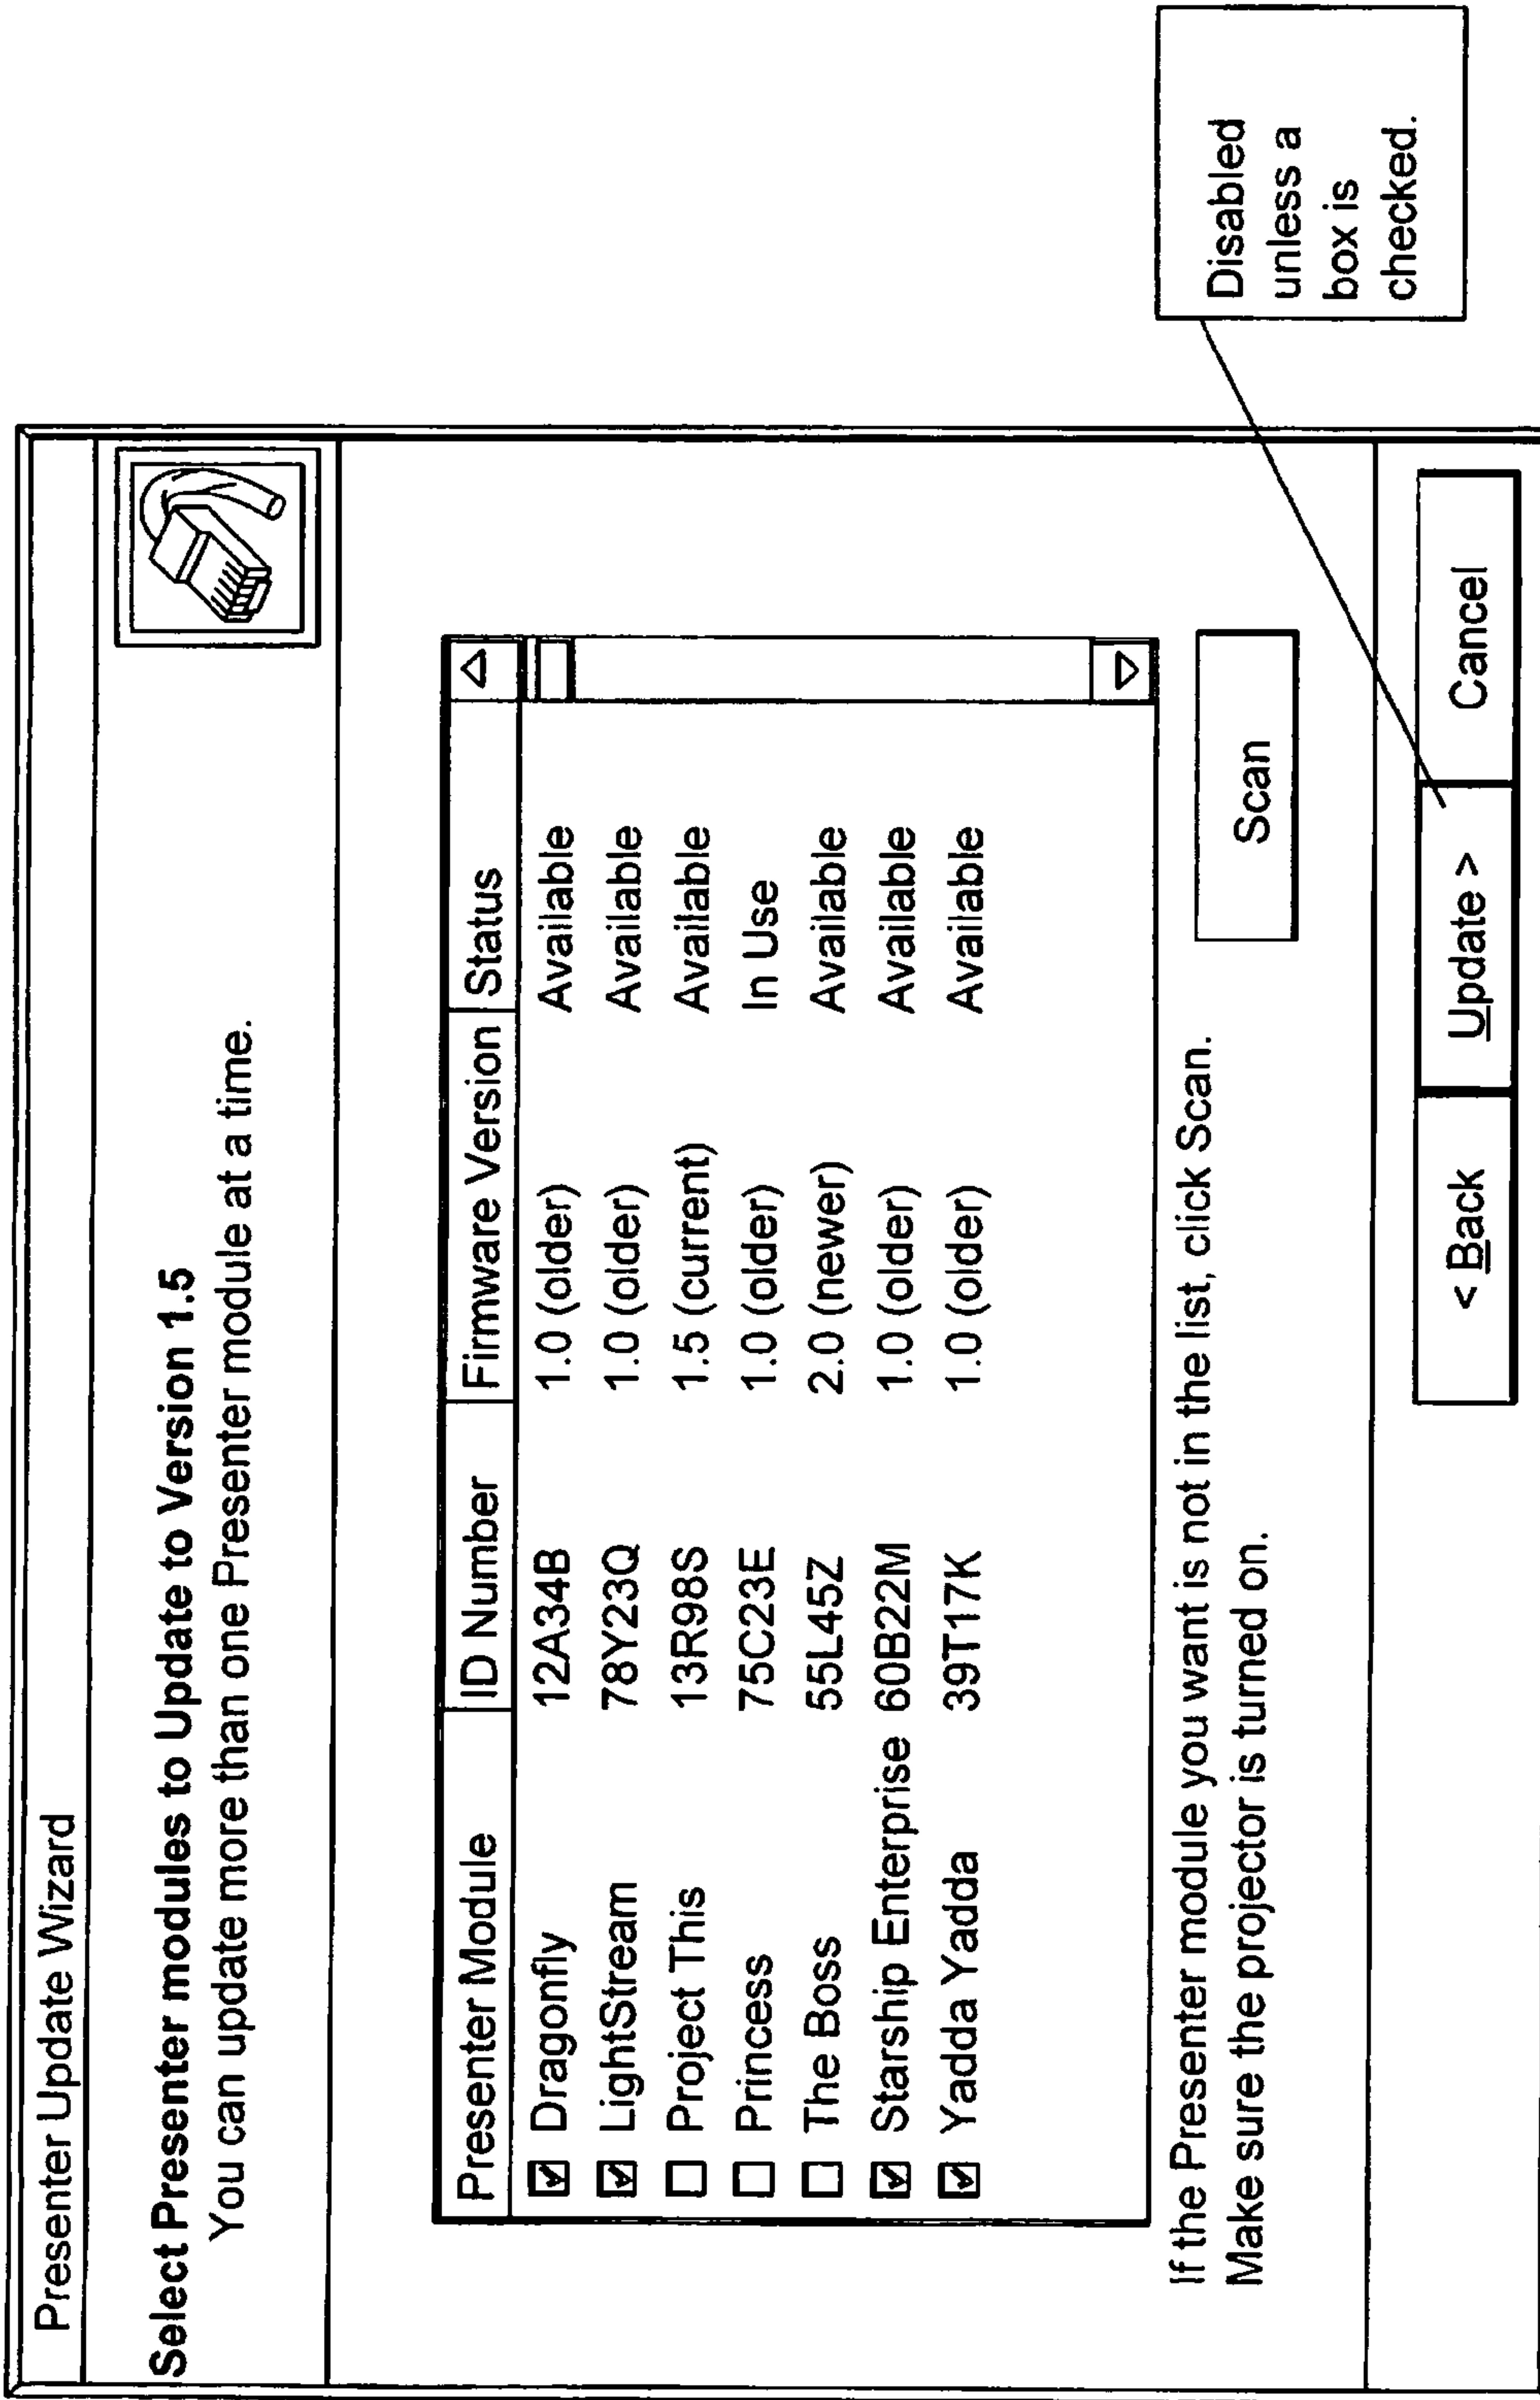 Presenter Update Wizard
Select Presenter modules to Update to Version 1.5
You can update more than one Presenter module at a time.
Presenter Module ID Number Firmware Version Status
Dragonfly 12A34B 1.0 (older) Available
LightStream 78Y23Q 1.0 (older) Available
Project This 13R98S 1.5 (current) Available
Princess 75C23E 1.0 (older) In Use
The Boss 55L45Z 2.0 (newer) Available
Starship Enterprise 60B22M 1.0 (older) Available
Yadda Yadda 39T17K 1.0 (older) Available
If the Presenter module you want is not in the list, click Scan.
Make sure the projector is turned on.
Scan
< Back Update > Cancel
Disabled
unless a
box is
checked.